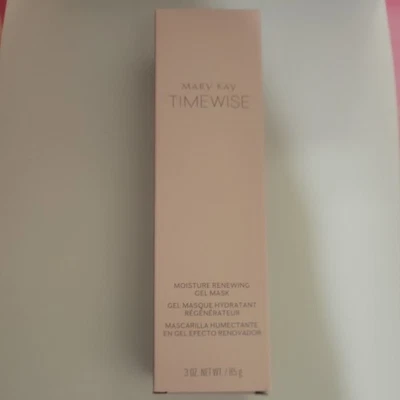 MARY KAY
TIMEWISE
MOISTURE RENEWING
GEL MASK
GEL MASQUE HYDRATANT
RÉGÉNÉRATEUR
MASCARILLA HUMECTANTE
EN GEL EFECTO RENOVADOR
3 OZ. NET WT. / 85 g